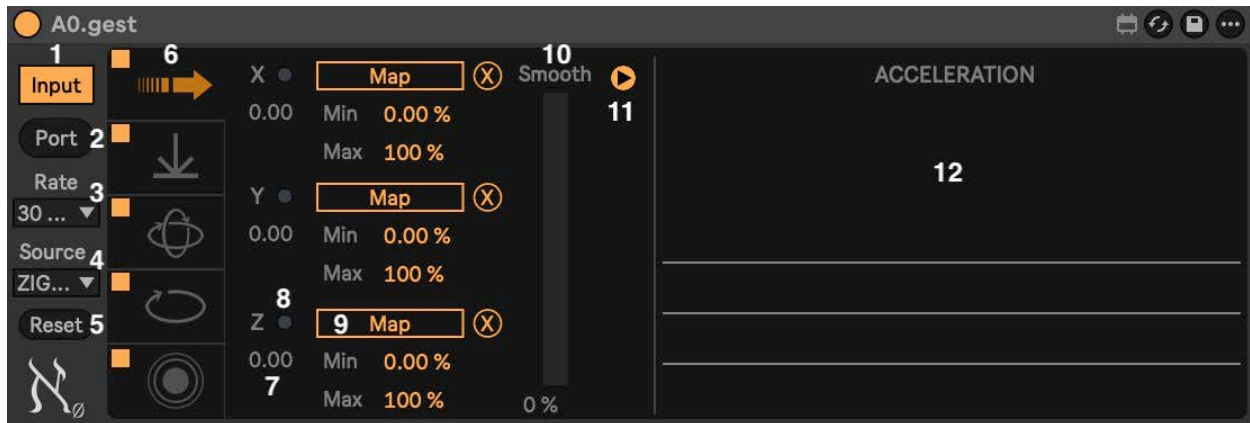 A0.gest
1 6 10
Input X Map X Smooth ACCELERATION
0.00 Min 0.00 % 11
Port 2 Max 100 % 12
Rate 3
30 ... Y Map X
0.00 Min 0.00 %
Source 4
ZIG... Max 100 %
8
Reset 5 Z 9 Map X
0.00 Min 0.00 %
7 Max 100 % 0 %
ℵ0